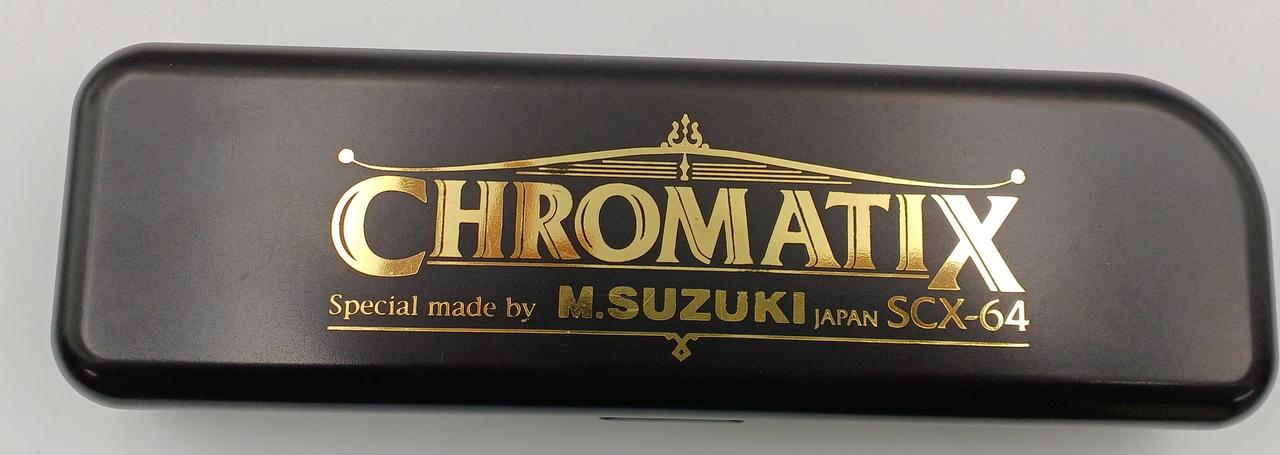 CHROMATIX
Special made by M.SUZUKI JAPAN SCX-64